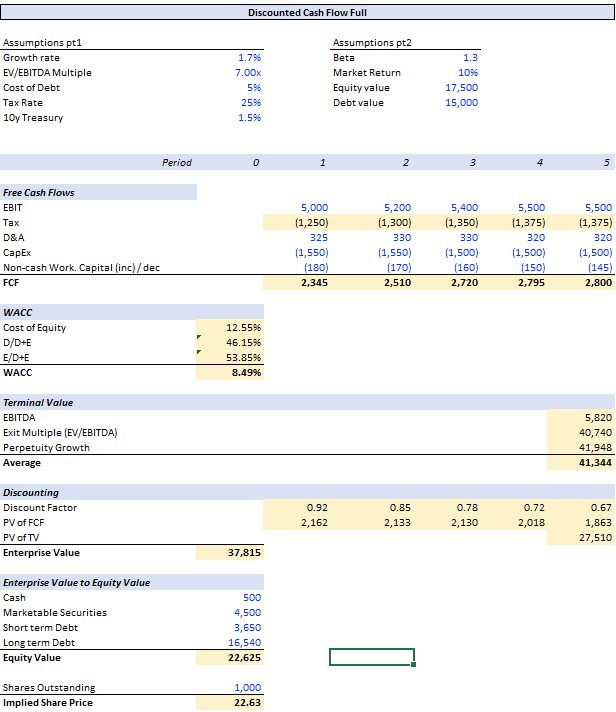 Discounted Cash Flow Full
Assumptions pt1 Assumptions pt2
Growth rate 1.7% Beta 1.3
EV/EBITDA Multiple 7.00x Market Return 10%
Cost of Debt 5% Equity value 17,500
Tax Rate 25% Debt value 15,000
10y Treasury 1.5%
Period 0 1 2 3 4 5
Free Cash Flows
EBIT 5,000 5,200 5,400 5,500 5,500
Tax (1,250) (1,300) (1,350) (1,375) (1,375)
D&A 325 330 330 320 320
CapEx (1,550) (1,550) (1,500) (1,500) (1,500)
Non-cash Work. Capital (inc) / dec (180) (170) (160) (150) (145)
FCF 2,345 2,510 2,720 2,795 2,800
WACC
Cost of Equity 12.55%
D/D+E 46.15%
E/D+E 53.85%
WACC 8.49%
Terminal Value
EBITDA 5,820
Exit Multiple (EV/EBITDA) 40,740
Perpetuity Growth 41,948
Average 41,344
Discounting
Discount Factor 0.92 0.85 0.78 0.72 0.67
PV of FCF 2,162 2,133 2,130 2,018 1,863
PV of TV 27,510
Enterprise Value 37,815
Enterprise Value to Equity Value
Cash 500
Marketable Securities 4,500
Short term Debt 3,650
Long term Debt 16,540
Equity Value 22,625
Shares Outstanding 1,000
Implied Share Price 22.63